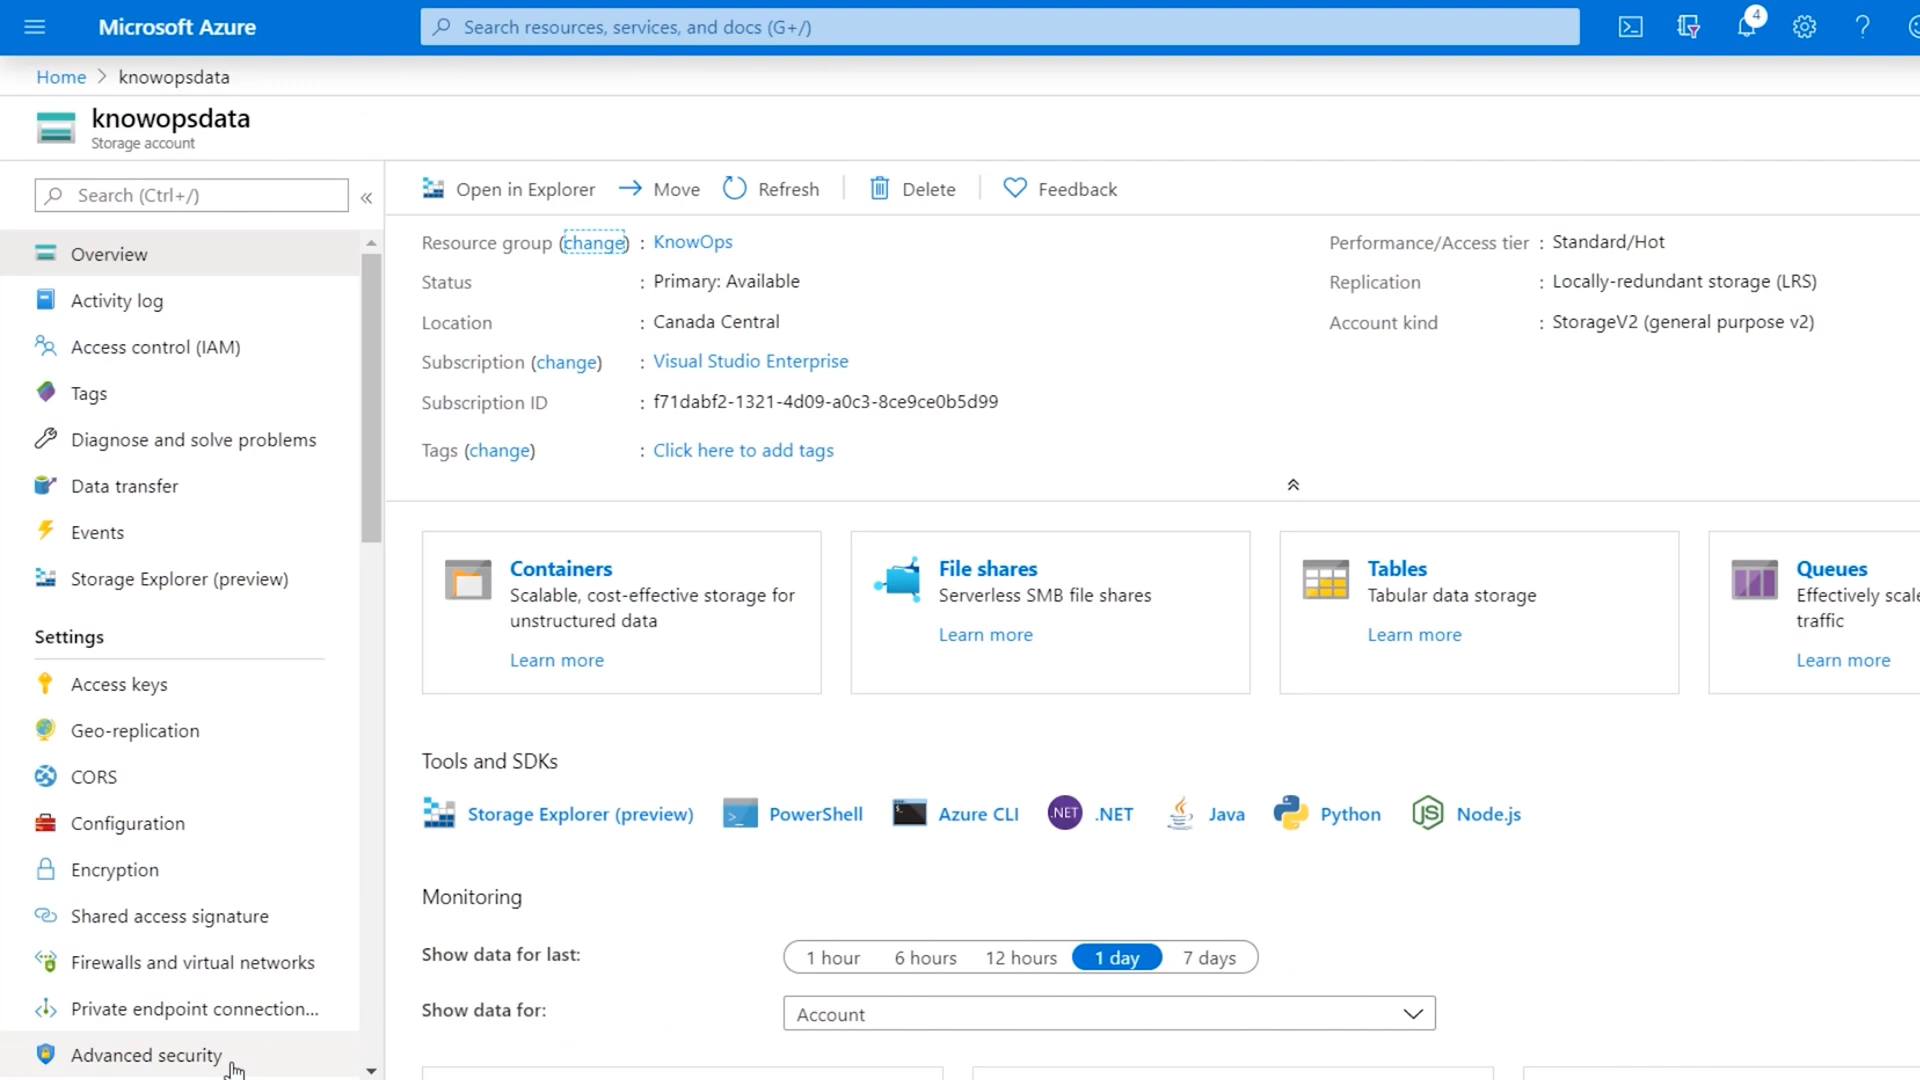 Microsoft Azure
Search resources, services, and docs (G+/)
4
Home > knowopsdata
knowopsdata
Storage account
Search (Ctrl+/)
«
Overview
Activity log
Access control (IAM)
Tags
Diagnose and solve problems
Data transfer
Events
Storage Explorer (preview)
Settings
Access keys
Geo-replication
CORS
Configuration
Encryption
Shared access signature
Firewalls and virtual networks
Private endpoint connection...
Advanced security
Open in Explorer
Move
Refresh
Delete
Feedback
Resource group (change) : KnowOps
Status : Primary: Available
Location : Canada Central
Subscription (change) : Visual Studio Enterprise
Subscription ID : f71dabf2-1321-4d09-a0c3-8ce9ce0b5d99
Tags (change) : Click here to add tags
Performance/Access tier : Standard/Hot
Replication : Locally-redundant storage (LRS)
Account kind : StorageV2 (general purpose v2)
Containers
Scalable, cost-effective storage for
unstructured data
Learn more
File shares
Serverless SMB file shares
Learn more
Tables
Tabular data storage
Learn more
Queues
Effectively
traffic
Learn more
Tools and SDKs
Storage Explorer (preview)
PowerShell
Azure CLI
.NET
.NET
Java
Python
JS
Node.js
Monitoring
Show data for last:
1 hour
6 hours
12 hours
1 day
7 days
Show data for:
Account